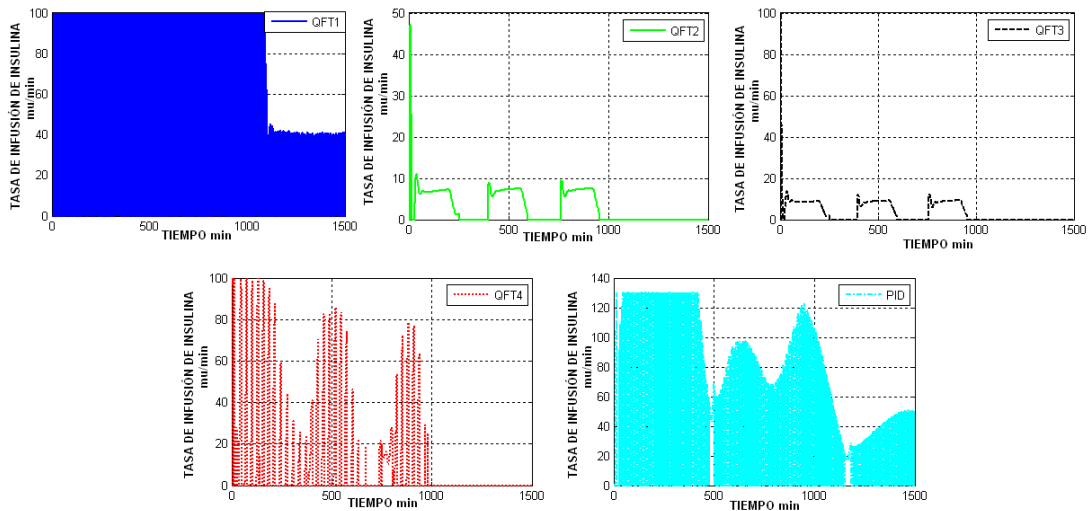 TASA DE INFUSIÓN DE INSULINA
mu/min
100
80
60
40
20
0
0
500
1000
1500
TIEMPO min
QFT1
TASA DE INFUSIÓN DE INSULINA
mu/min
50
40
30
20
10
0
0
500
1000
1500
TIEMPO min
QFT2
TASA DE INFUSIÓN DE INSULINA
mu/min
100
80
60
40
20
0
0
500
1000
1500
TIEMPO min
QFT3
TASA DE INFUSIÓN DE INSULINA
mu/min
100
80
60
40
20
0
0
500
1000
1500
TIEMPO min
QFT4
TASA DE INFUSIÓN DE INSULINA
mu/min
140
120
100
80
60
40
20
0
0
500
1000
1500
TIEMPO min
PID